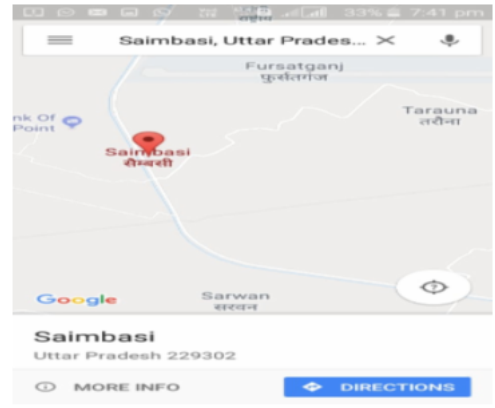 33% 7:41 pm
Saimbasi, Uttar Prades...
Fursatganj
फुर्सतगंज
Tarauna
तरौना
nk Of
Point
Saimbasi
सैम्बसी
Google
Sarwan
सरवन
Saimbasi
Uttar Pradesh 229302
MORE INFO
DIRECTIONS